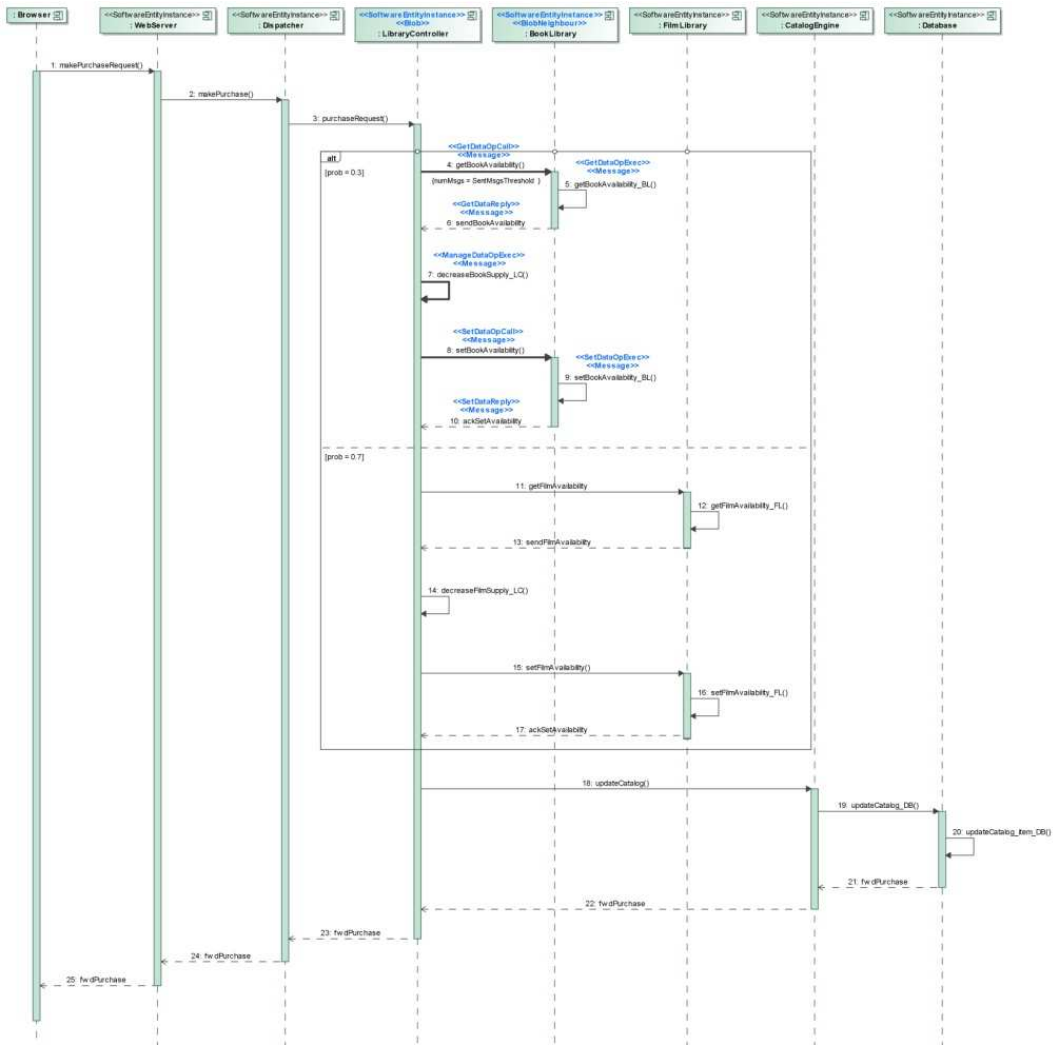 : Browser
<<SoftwareEntityInstance>>
: WebServer
<<SoftwareEntityInstance>>
: Dispatcher
<<SoftwareEntityInstance>>
<<Blob>>
: LibraryController
<<SoftwareEntityInstance>>
<<BlobNeighbour>>
: BookLibrary
<<SoftwareEntityInstance>>
: FilmLibrary
<<SoftwareEntityInstance>>
: CatalogEngine
<<SoftwareEntityInstance>>
: Database
1: makePurchaseRequest()
2: makePurchase()
3: purchaseRequest()
alt
[prob = 0.3]
<<GetDataOpCall>>
<<Message>>
4: getBookAvailability()
{numMsgs = SentMsgsThreshold }
<<GetDataOpExec>>
<<Message>>
5: getBookAvailability_BL()
<<GetDataReply>>
<<Message>>
6: sendBookAvailability
<<ManageDataOpExec>>
<<Message>>
7: decreaseBookSupply_LC()
<<SetDataOpCall>>
<<Message>>
8: setBookAvailability()
<<SetDataOpExec>>
<<Message>>
9: setBookAvailability_BL()
<<SetDataReply>>
<<Message>>
10: ackSetAvailability
[prob = 0.7]
11: getFilmAvailability
12: getFilmAvailability_FL()
13: sendFilmAvailability
14: decreaseFilmSupply_LC()
15: setFilmAvailability()
16: setFilmAvailability_FL()
17: ackSetAvailability
18: updateCatalog()
19: updateCatalog_DB()
20: updateCatalog_item_DB()
21: fwdPurchase
22: fwdPurchase
23: fwdPurchase
24: fwdPurchase
25: fwdPurchase